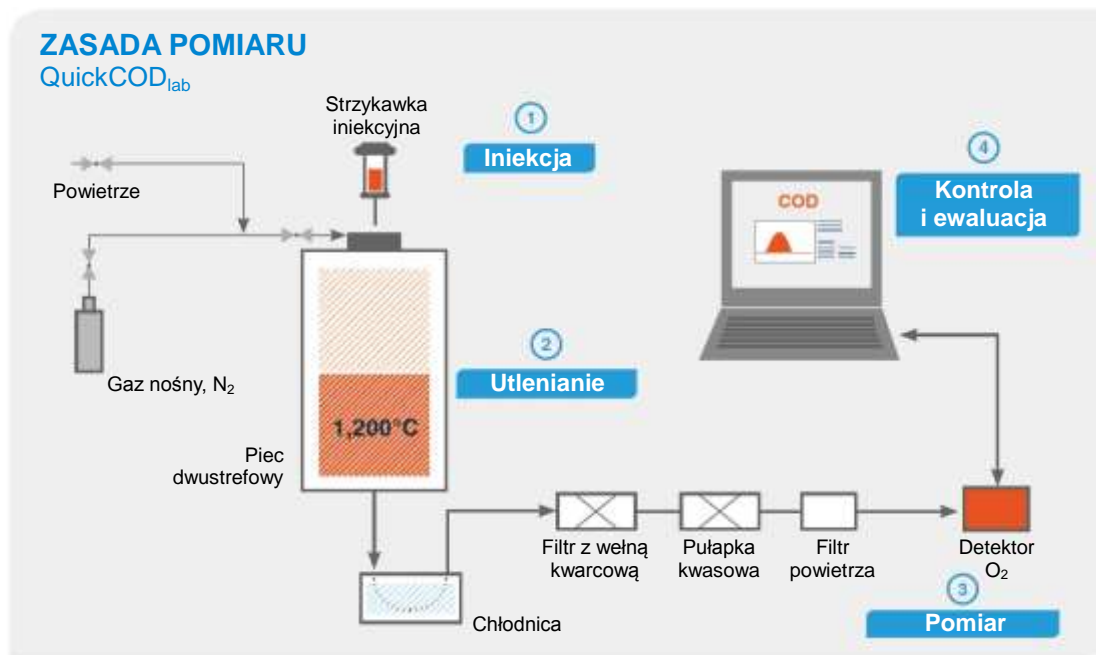 ZASADA POMIARU
QuickCODlab
Strzykawka
iniekcyjna
1
Iniekcja
4
Kontrola
i ewaluacja
Powietrze
COD
Gaz nośny, N2
2
Utlenianie
1,200°C
Piec
dwustrefowy
Filtr z wełną
kwarcową
Pułapka
kwasowa
Filtr
powietrza
Detektor
O2
Chłodnica
3
Pomiar